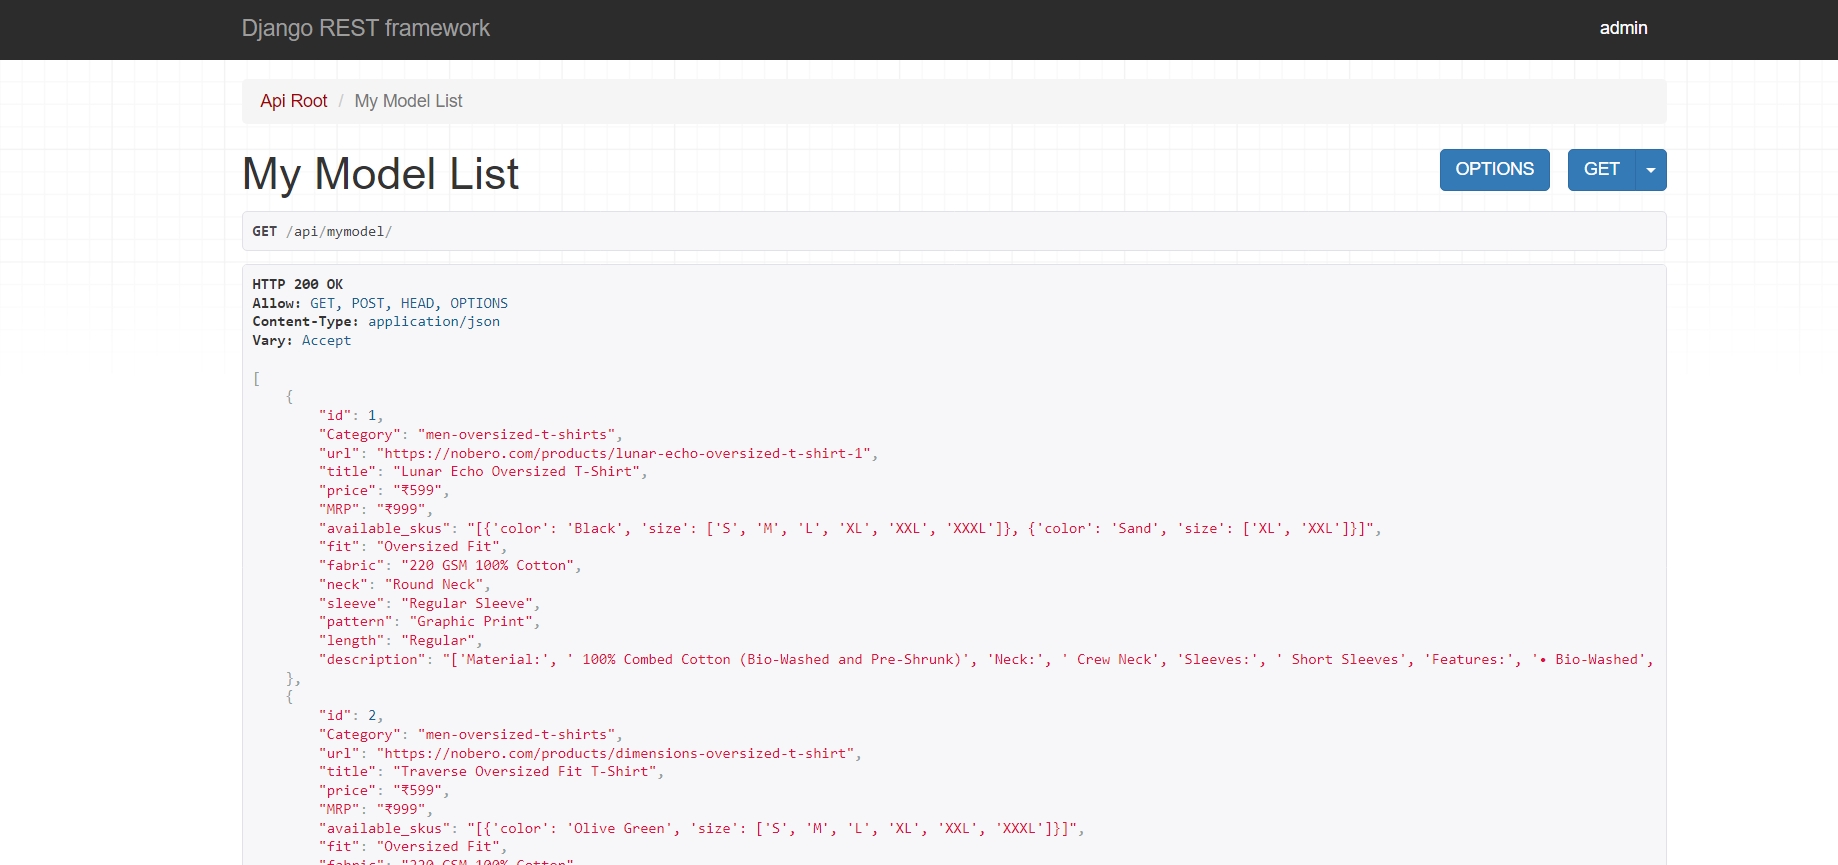 Django REST framework
admin
Api Root / My Model List
My Model List
OPTIONS
GET
GET /api/mymodel/
HTTP 200 OK
Allow: GET, POST, HEAD, OPTIONS
Content-Type: application/json
Vary: Accept
[
{
"id": 1,
"Category": "men-oversized-t-shirts",
"url": "https://nobero.com/products/lunar-echo-oversized-t-shirt-1",
"title": "Lunar Echo Oversized T-Shirt",
"price": "₹599",
"MRP": "₹999",
"available_skus": "[{'color': 'Black', 'size': ['S', 'M', 'L', 'XL', 'XXL', 'XXXL']}, {'color': 'Sand', 'size': ['XL', 'XXL']}]",
"fit": "Oversized Fit",
"fabric": "220 GSM 100% Cotton",
"neck": "Round Neck",
"sleeve": "Regular Sleeve",
"pattern": "Graphic Print",
"length": "Regular",
"description": "['Material:', ' 100% Combed Cotton (Bio-Washed and Pre-Shrunk)', 'Neck:', ' Crew Neck', 'Sleeves:', ' Short Sleeves', 'Features:', '• Bio-Washed',
},
{
"id": 2,
"Category": "men-oversized-t-shirts",
"url": "https://nobero.com/products/dimensions-oversized-t-shirt",
"title": "Traverse Oversized Fit T-Shirt",
"price": "₹599",
"MRP": "₹999",
"available_skus": "[{'color': 'Olive Green', 'size': ['S', 'M', 'L', 'XL', 'XXL', 'XXXL']}]",
"fit": "Oversized Fit",
"fabric": "220 GSM 100% Cotton"